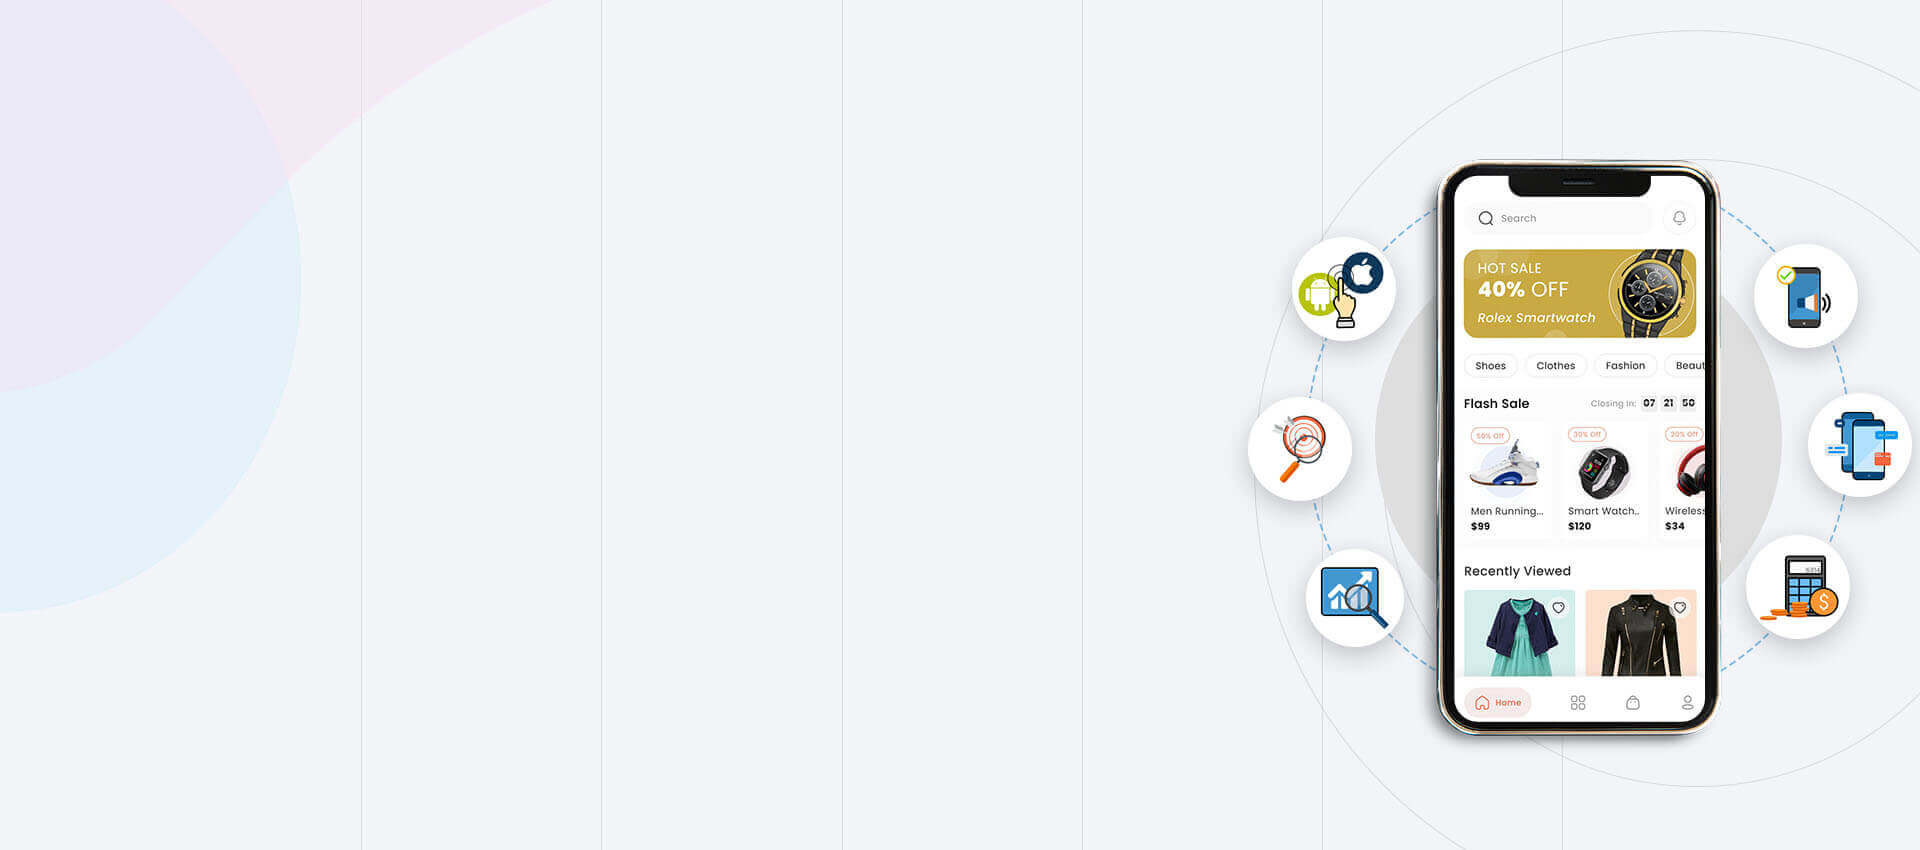 Search
HOT SALE
40% OFF
Rolex Smartwatch
Shoes
Clothes
Fashion
Beaut
Flash Sale
Closing In: 07 21 50
50% Off
30% Off
20% Off
Men Running...
Smart Watch..
Wireless
$99
$120
$34
Recently Viewed
Home